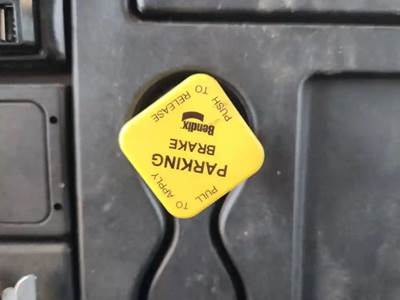 PUSH TO RELEASE
Bendix
PARKING
BRAKE
PULL TO APPLY